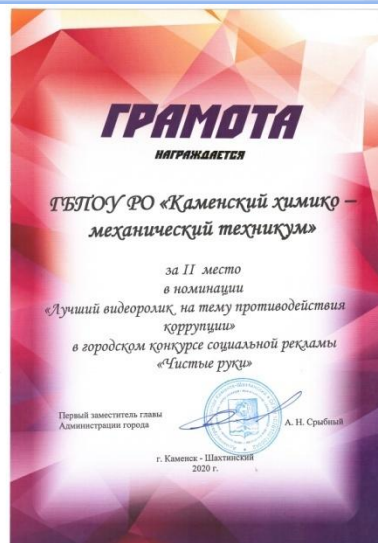 ГРАМОТА
НАГРАЖДАЕТСЯ
ГБПОУ РО «Каменский химико –
механический техникум»
за II место
в номинации
«Лучший видеоролик на тему противодействия
коррупции»
в городском конкурсе социальной рекламы
«Чистые руки»
Первый заместитель главы
Администрации города
А. Н. Срыбный
г. Каменск - Шахтинский
2020 г.